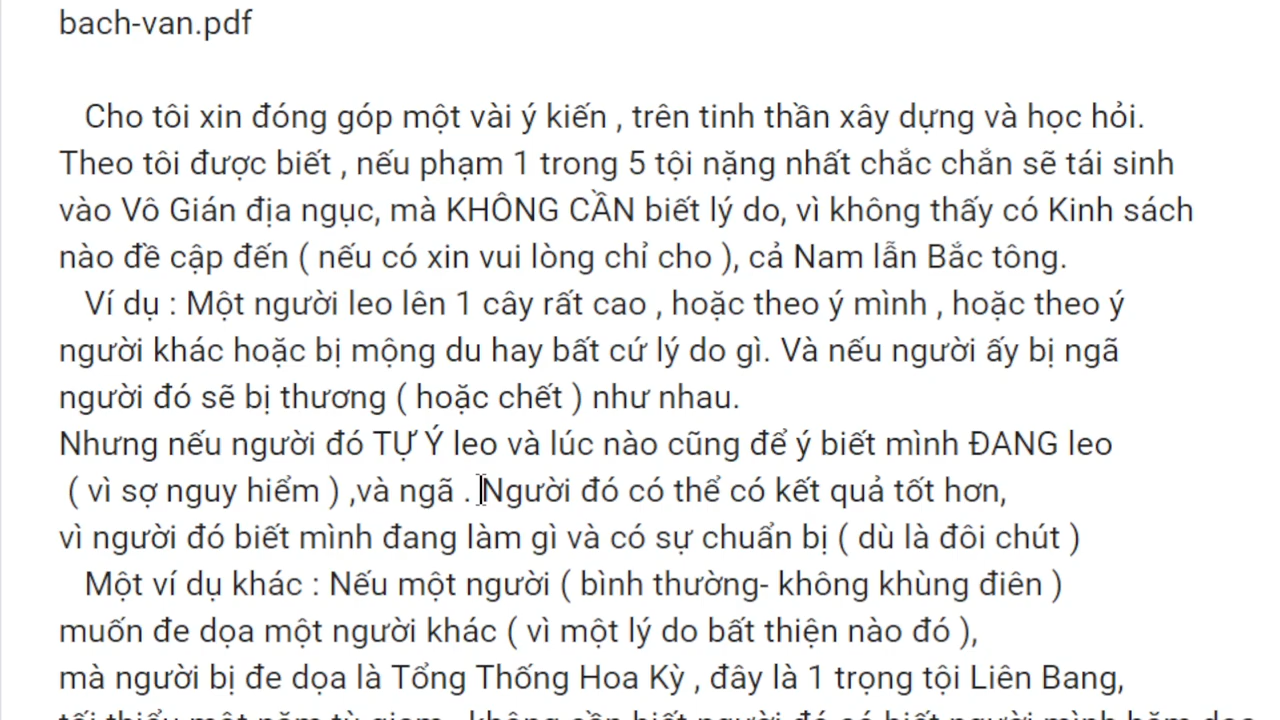 bach-van.pdf
Cho tôi xin đóng góp một vài ý kiến , trên tinh thần xây dựng và học hỏi.
Theo tôi được biết , nếu phạm 1 trong 5 tội nặng nhất chắc chắn sẽ tái sinh
vào Vô Gián địa ngục, mà KHÔNG CẦN biết lý do, vì không thấy có Kinh sách
nào đề cập đến ( nếu có xin vui lòng chỉ cho ), cả Nam lẫn Bắc tông.
Ví dụ : Một người leo lên 1 cây rất cao , hoặc theo ý mình , hoặc theo ý
người khác hoặc bị mộng du hay bất cứ lý do gì. Và nếu người ấy bị ngã
người đó sẽ bị thương ( hoặc chết ) như nhau.
Nhưng nếu người đó TỰ Ý leo và lúc nào cũng để ý biết mình ĐANG leo
( vì sợ nguy hiểm ) ,và ngã . Người đó có thể có kết quả tốt hơn,
vì người đó biết mình đang làm gì và có sự chuẩn bị ( dù là đôi chút )
Một ví dụ khác : Nếu một người ( bình thường- không khùng điên )
muốn đe dọa một người khác ( vì một lý do bất thiện nào đó ),
mà người bị đe dọa là Tổng Thống Hoa Kỳ , đây là 1 trọng tội Liên Bang,